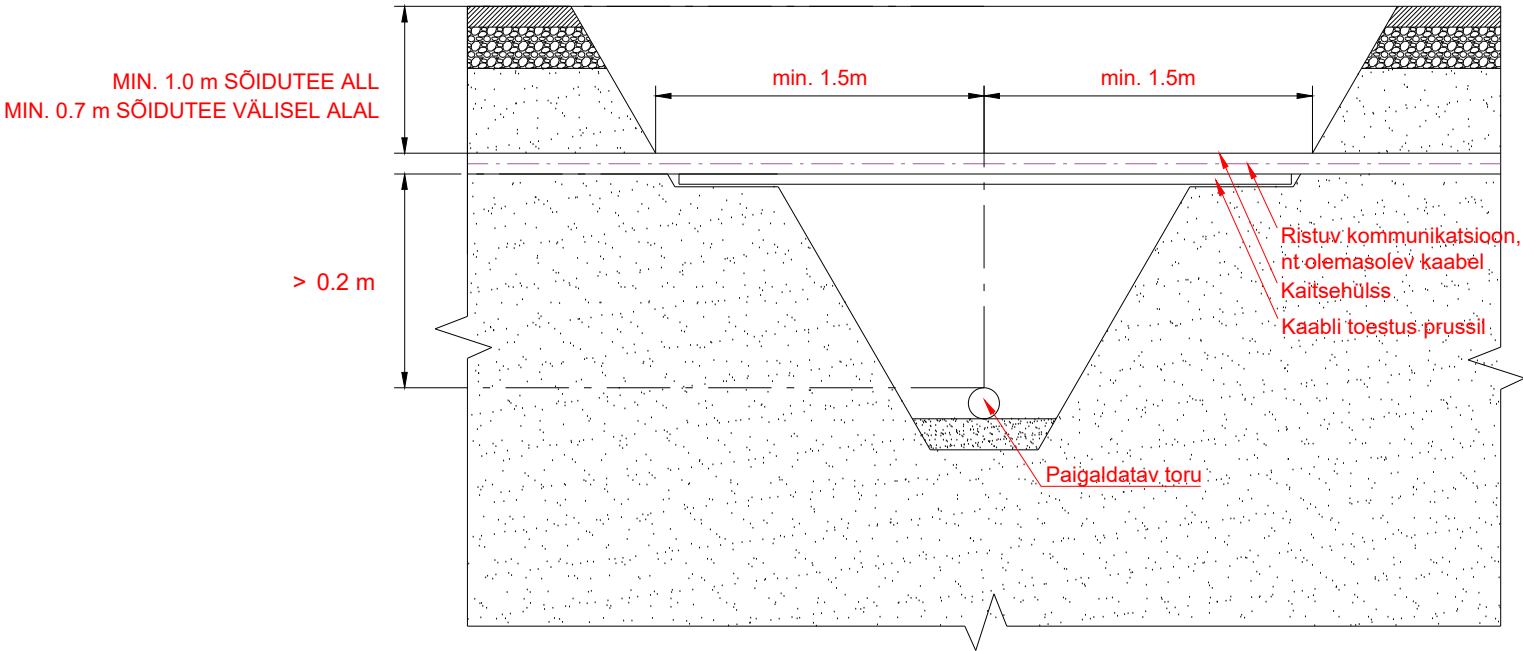 MIN. 1.0 m SÕIDUTEE ALL
MIN. 0.7 m SÕIDUTEE VÄLISEL ALAL
min. 1.5m
min. 1.5m
> 0.2 m
Ristuv kommunikatsioon,
nt olemasolev kaabel
Kaitsehülss
Kaabli toestus prussil
Paigaldatav toru